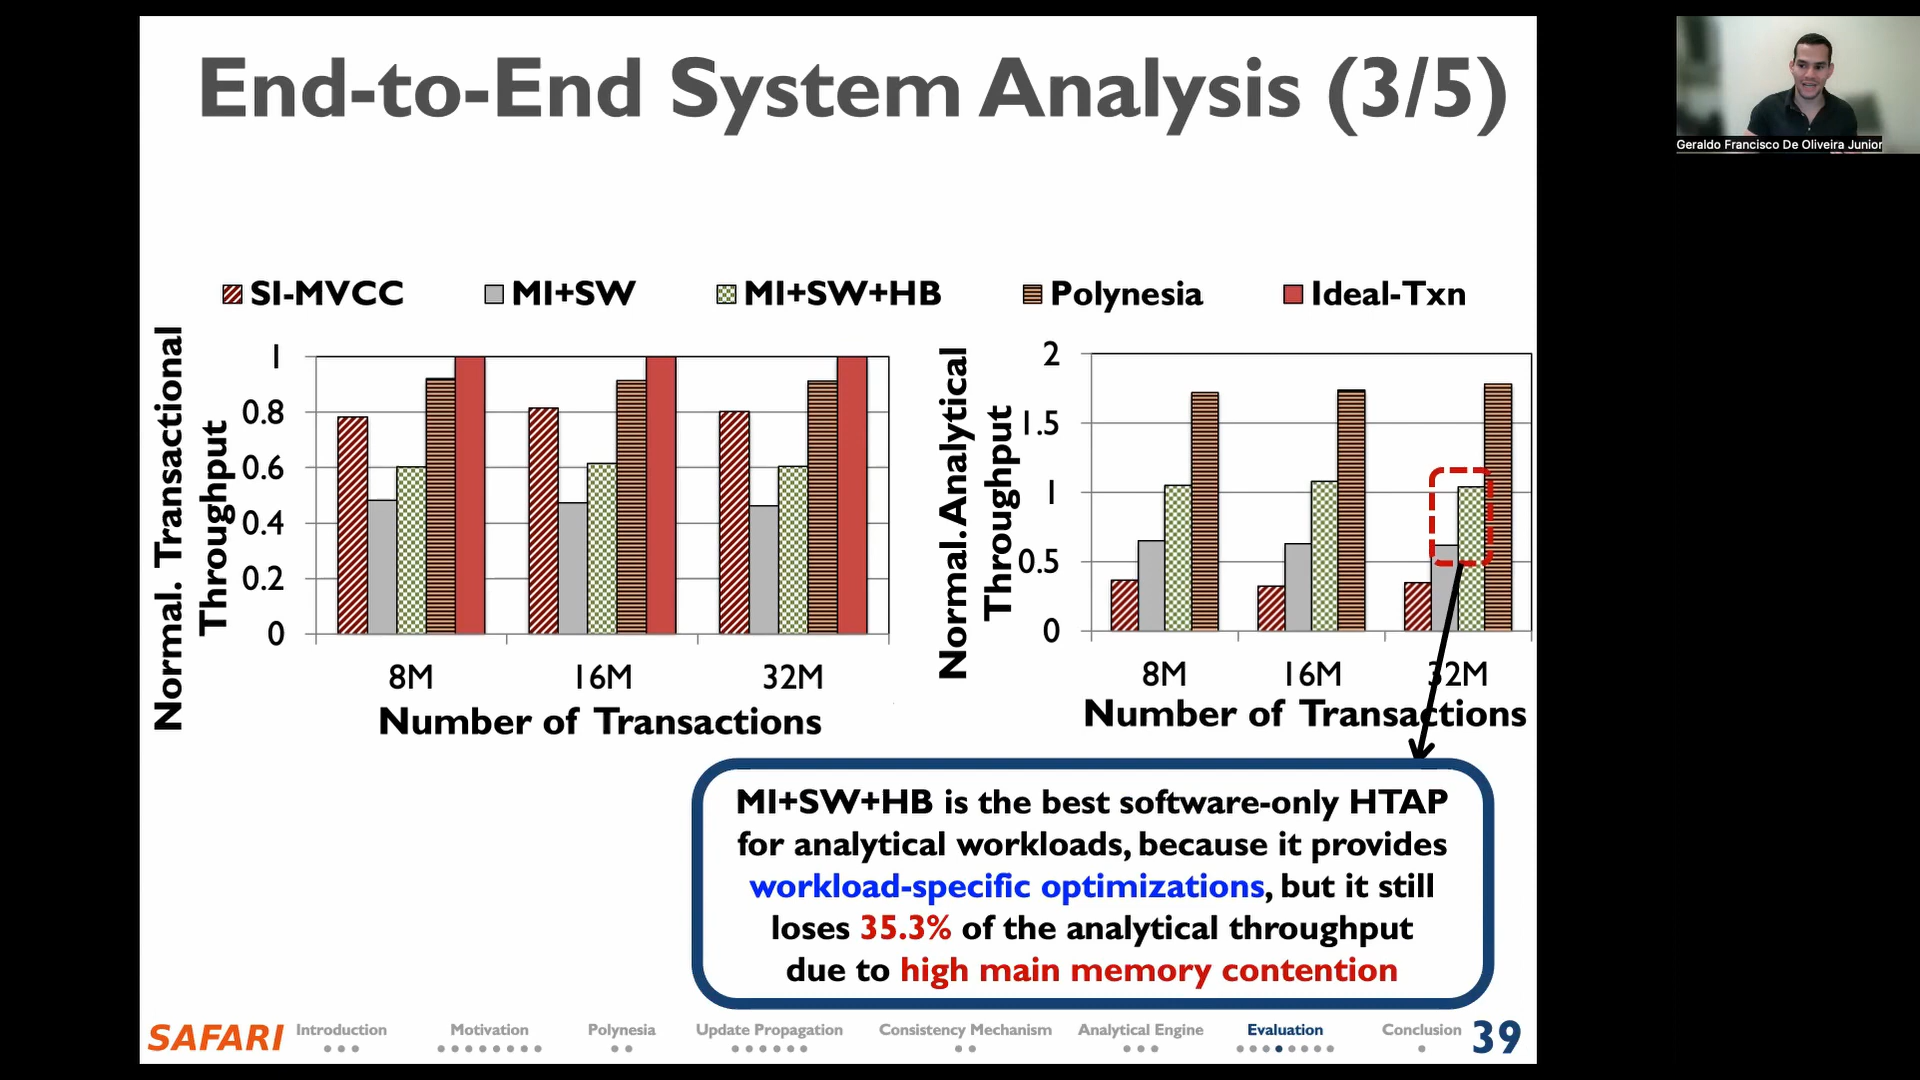 End-to-End System Analysis (3/5)
Geraldo Francisco De Oliveira Junior
SI-MVCC MI+SW MI+SW+HB Polynesia Ideal-Txn
Normal. Transactional
Throughput
1
0.8
0.6
0.4
0.2
0
8M 16M 32M
Number of Transactions
Normal. Analytical
Throughput
2
1.5
1
0.5
0
8M 16M 32M
Number of Transactions
MI+SW+HB is the best software-only HTAP
for analytical workloads, because it provides
workload-specific optimizations, but it still
loses 35.3% of the analytical throughput
due to high main memory contention
SAFARI Introduction Motivation Polynesia Update Propagation Consistency Mechanism Analytical Engine Evaluation Conclusion 39